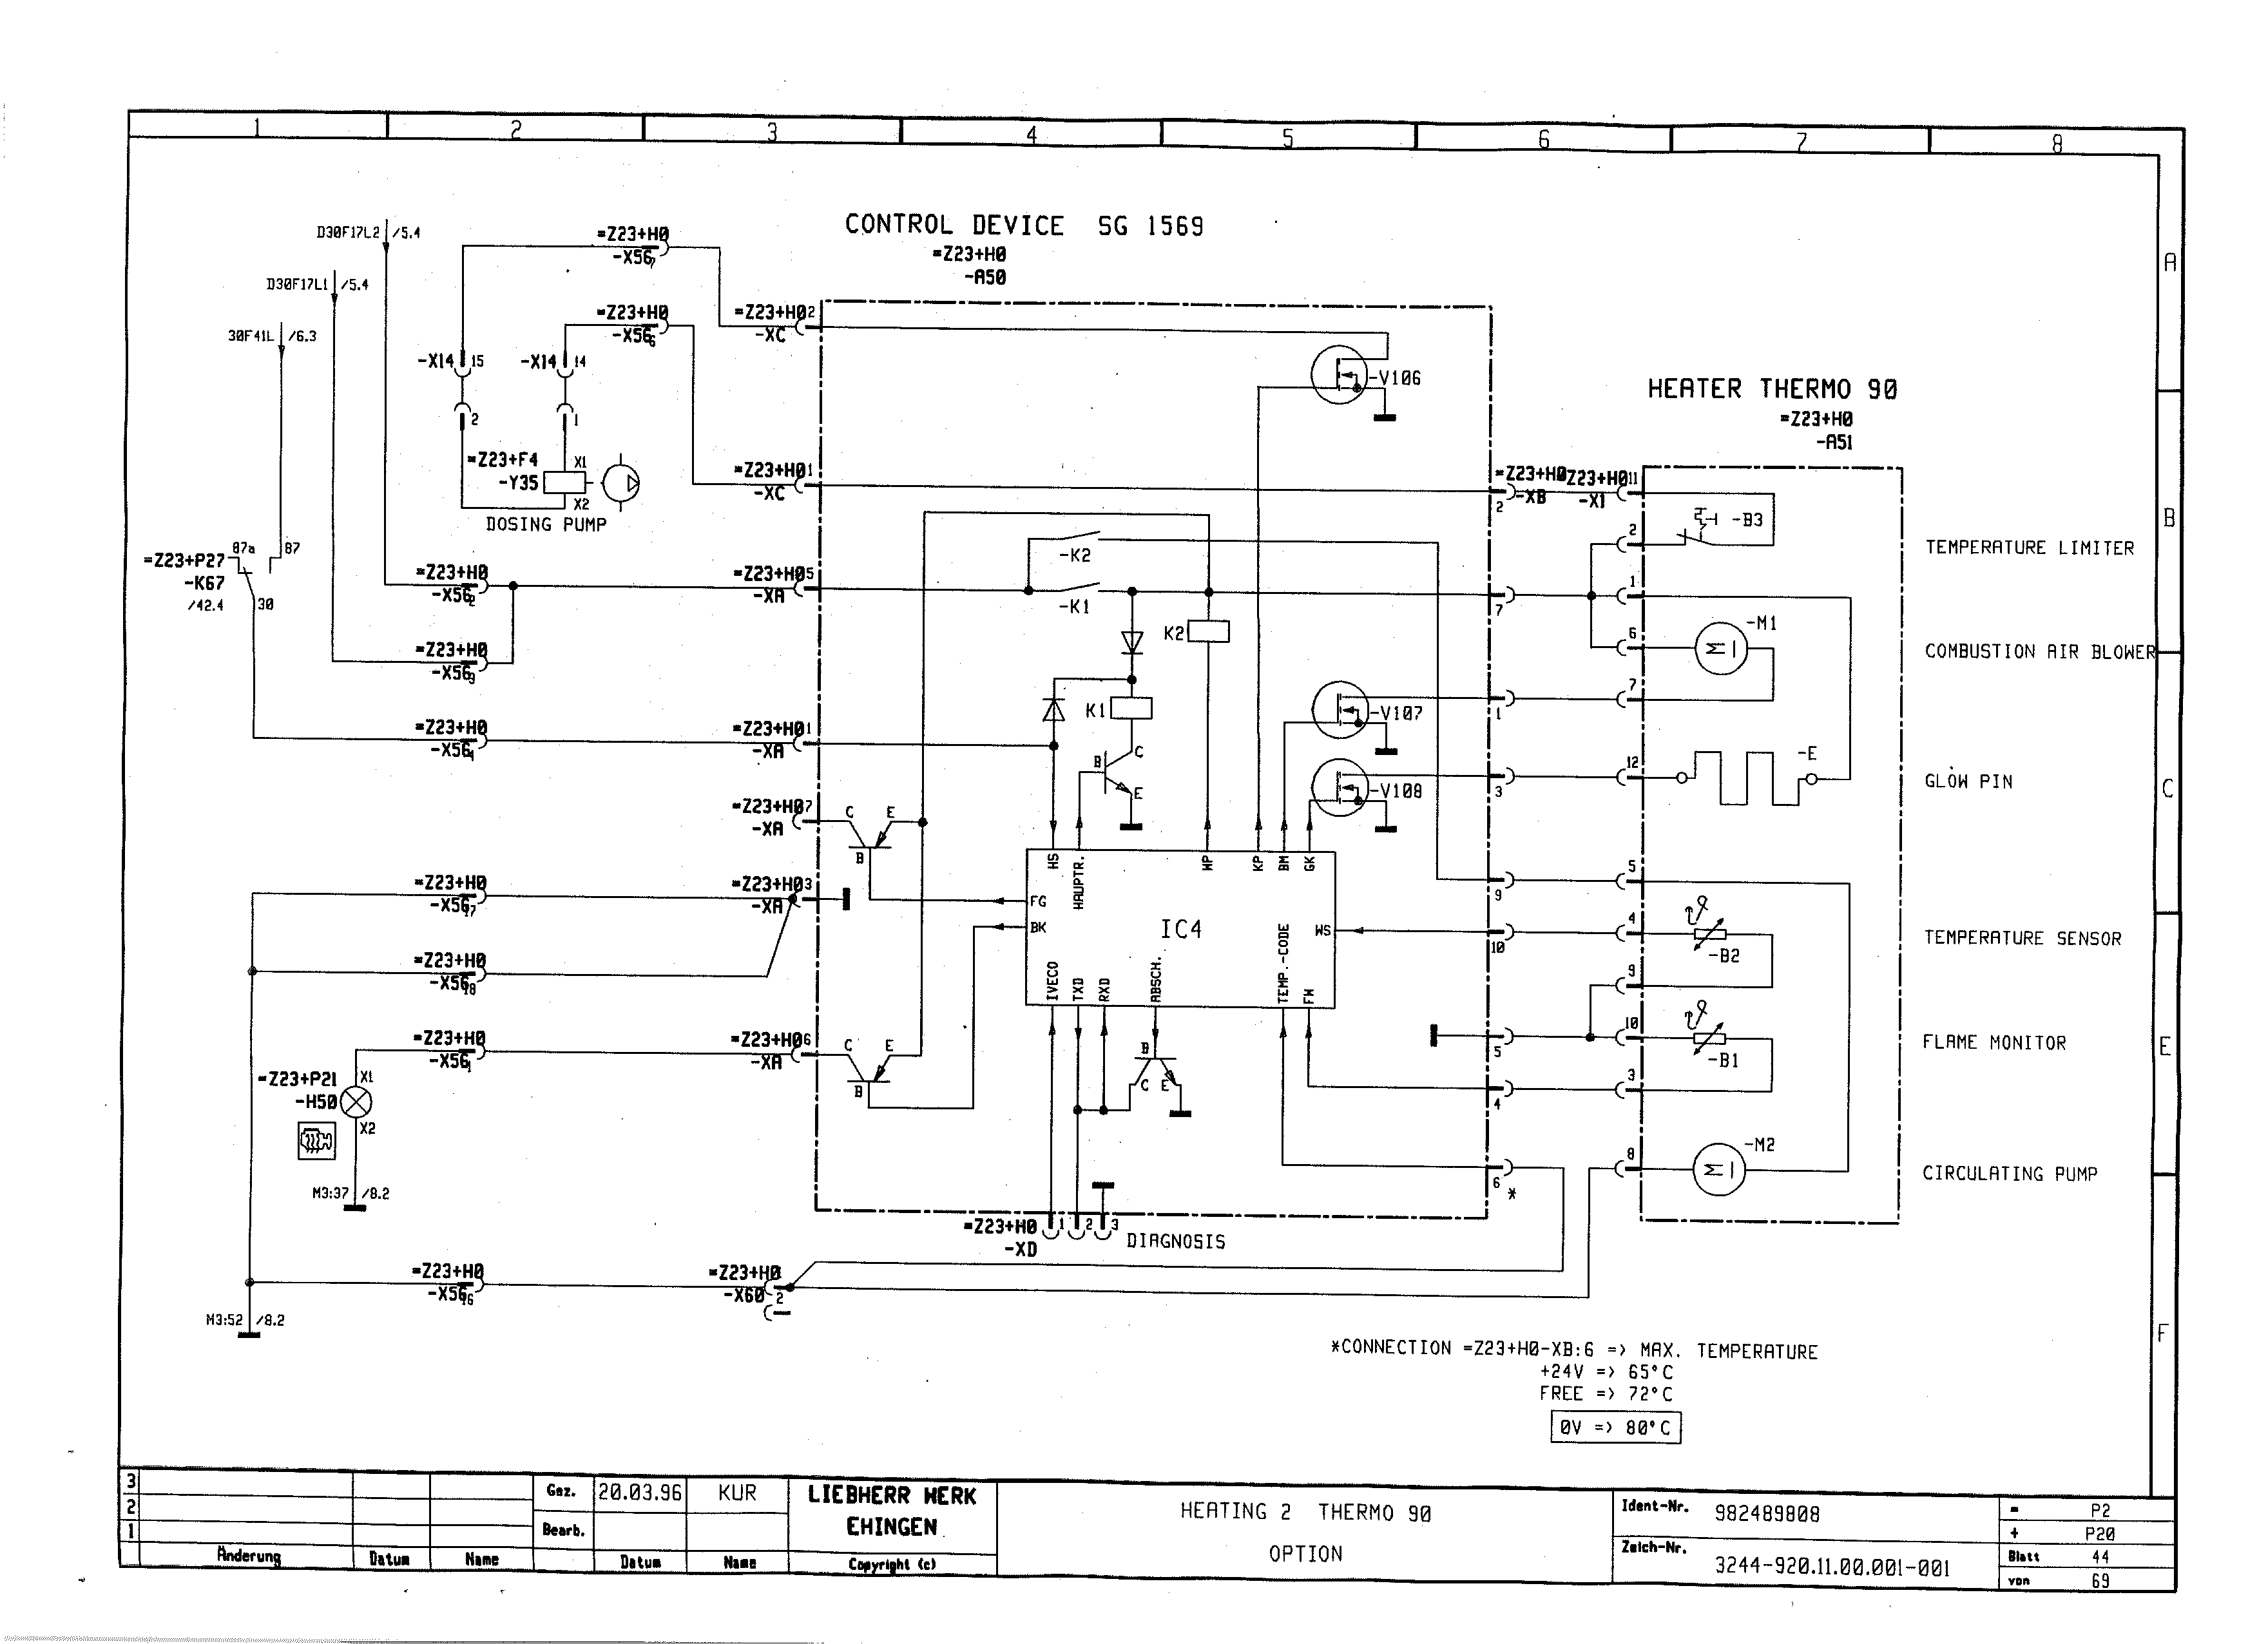 1 2 3 4 5 6 7 8
A
B
C
E
F
CONTROL DEVICE SG 1569
=Z23+H0
-A50
D30F17L2 /5.4
D30F17L1 /5.4
30F41L /6.3
=Z23+H0
-X56 7
=Z23+H0
-X56 6
=Z23+H0 2
-XC
-X14 15
-X14 14
2
1
=Z23+F4
-Y35
X1
X2
DOSING PUMP
=Z23+H0 1
-XC
-V106
HEATER THERMO 90
=Z23+H0
-A51
=Z23+H0
-XB
2
=Z23+H0 11
-X1
-B3
2
TEMPERATURE LIMITER
=Z23+P27
-K67
/42.4
87a
87
30
=Z23+H0
-X56 2
=Z23+H0 5
-XA
-K2
-K1
K2
7
1
6
-M1
COMBUSTION AIR BLOWER
=Z23+H0
-X56
K1
B
C
E
-V107
1
7
=Z23+H0
-X56
=Z23+H0 1
-XA
-V108
3
12
-E
GLOW PIN
=Z23+H0 7
-XA
C
E
B
HS
HAUPTR.
WP
KP
BM
GK
FG
BK
IC4
WS
IVECO
TXD
RXD
ABSCH.
TEMP.-CODE
FW
9
5
=Z23+H0
-X56 17
=Z23+H0 3
-XA
10
4
-B2
TEMPERATURE SENSOR
9
=Z23+H0
-X56 18
5
10
-B1
FLAME MONITOR
=Z23+H0
-X56 1
=Z23+H0 6
-XA
C
E
B
B
C
E
4
3
=Z23+P21
-H50
X1
X2
M3:37 /8.2
6
*
8
-M2
CIRCULATING PUMP
=Z23+H0
-XD
1 2 3
DIAGNOSIS
=Z23+H0
-X56 16
=Z23+H0
-X60
2
M3:52 /8.2
*CONNECTION =Z23+H0-XB:6 => MAX. TEMPERATURE
+24V => 65°C
FREE => 72°C
0V => 80°C
3
2
1
Änderung
Datum
Name
Gez.
20.03.96
KUR
Bearb.
Datum
Name
LIEBHERR WERK
EHINGEN
Copyright (c)
HEATING 2 THERMO 90
OPTION
Ident-Nr. 982489808
Zeich-Nr.
3244-920.11.00.001-001
= P2
+ P20
Blatt 44
von 69